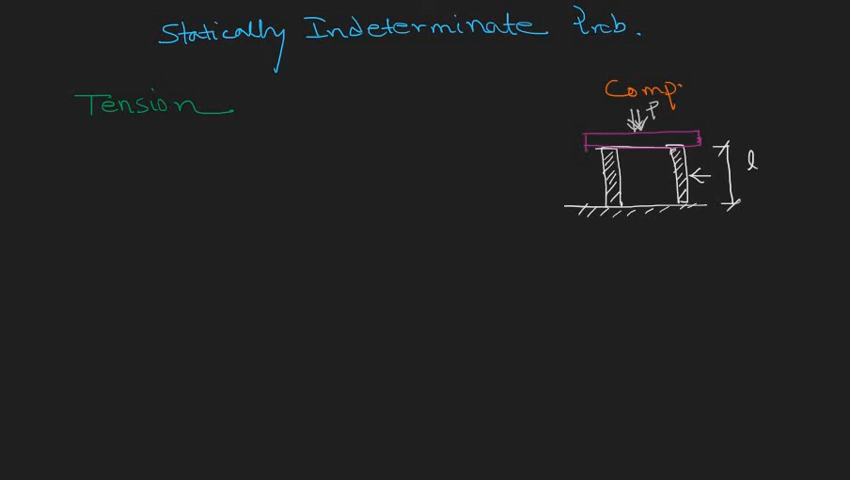 Statically Indeterminate Prob.
Tension
Comp.
P
l